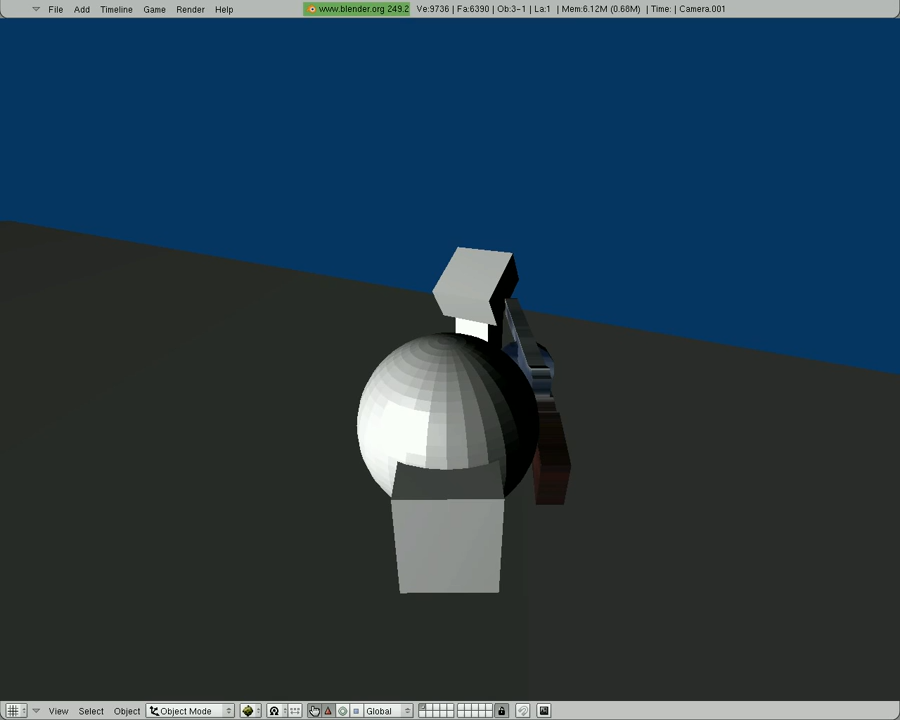 File Add Timeline Game Render Help www.blender.org 249.2 Ve:9736 | Fa:6390 | Ob:3-1 | La:1 | Mem:6.12M (0.68M) | Time: | Camera.001
View Select Object Object Mode Global